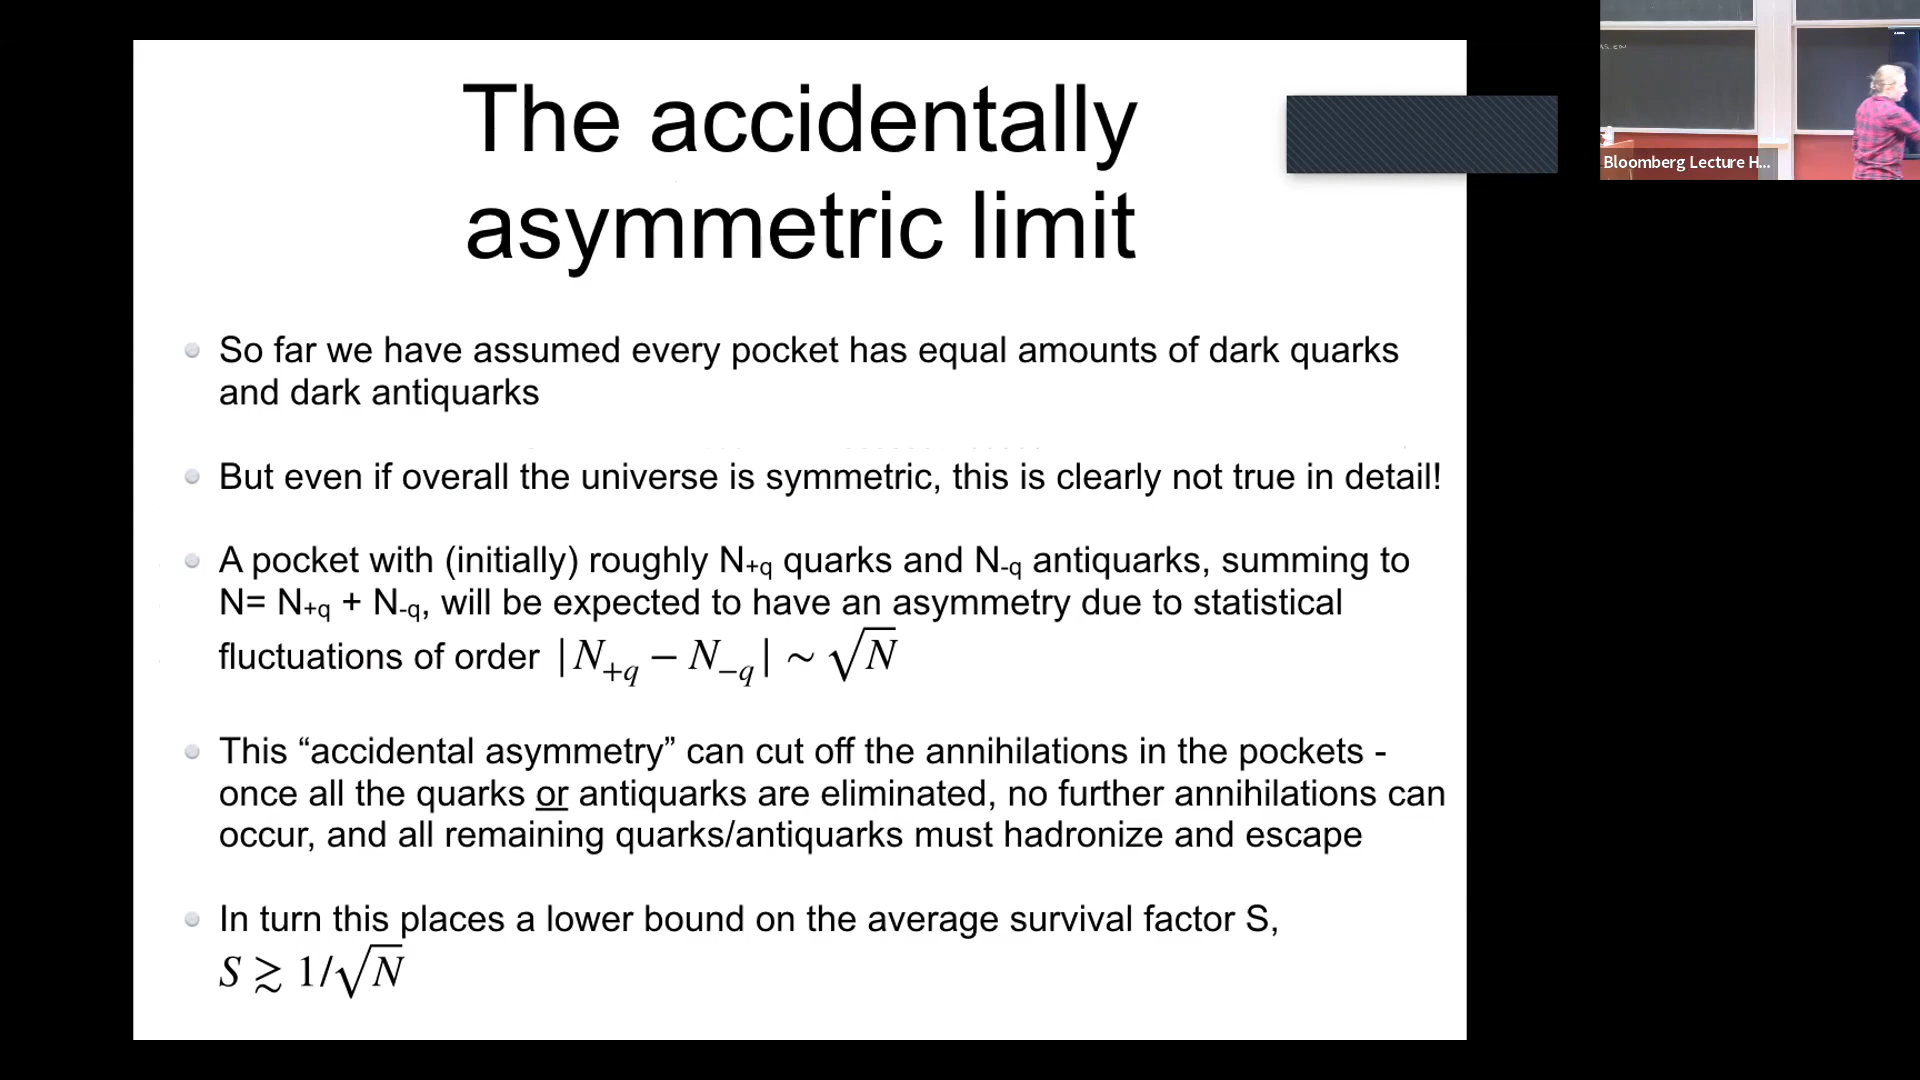 The accidentally
asymmetric limit
So far we have assumed every pocket has equal amounts of dark quarks
and dark antiquarks
But even if overall the universe is symmetric, this is clearly not true in detail!
A pocket with (initially) roughly N+q quarks and N-q antiquarks, summing to
N= N+q + N-q, will be expected to have an asymmetry due to statistical
fluctuations of order |N₊q − N₋q| ∼ √N
This “accidental asymmetry” can cut off the annihilations in the pockets -
once all the quarks or antiquarks are eliminated, no further annihilations can
occur, and all remaining quarks/antiquarks must hadronize and escape
In turn this places a lower bound on the average survival factor S,
S ≳ 1/√N
Bloomberg Lecture H...